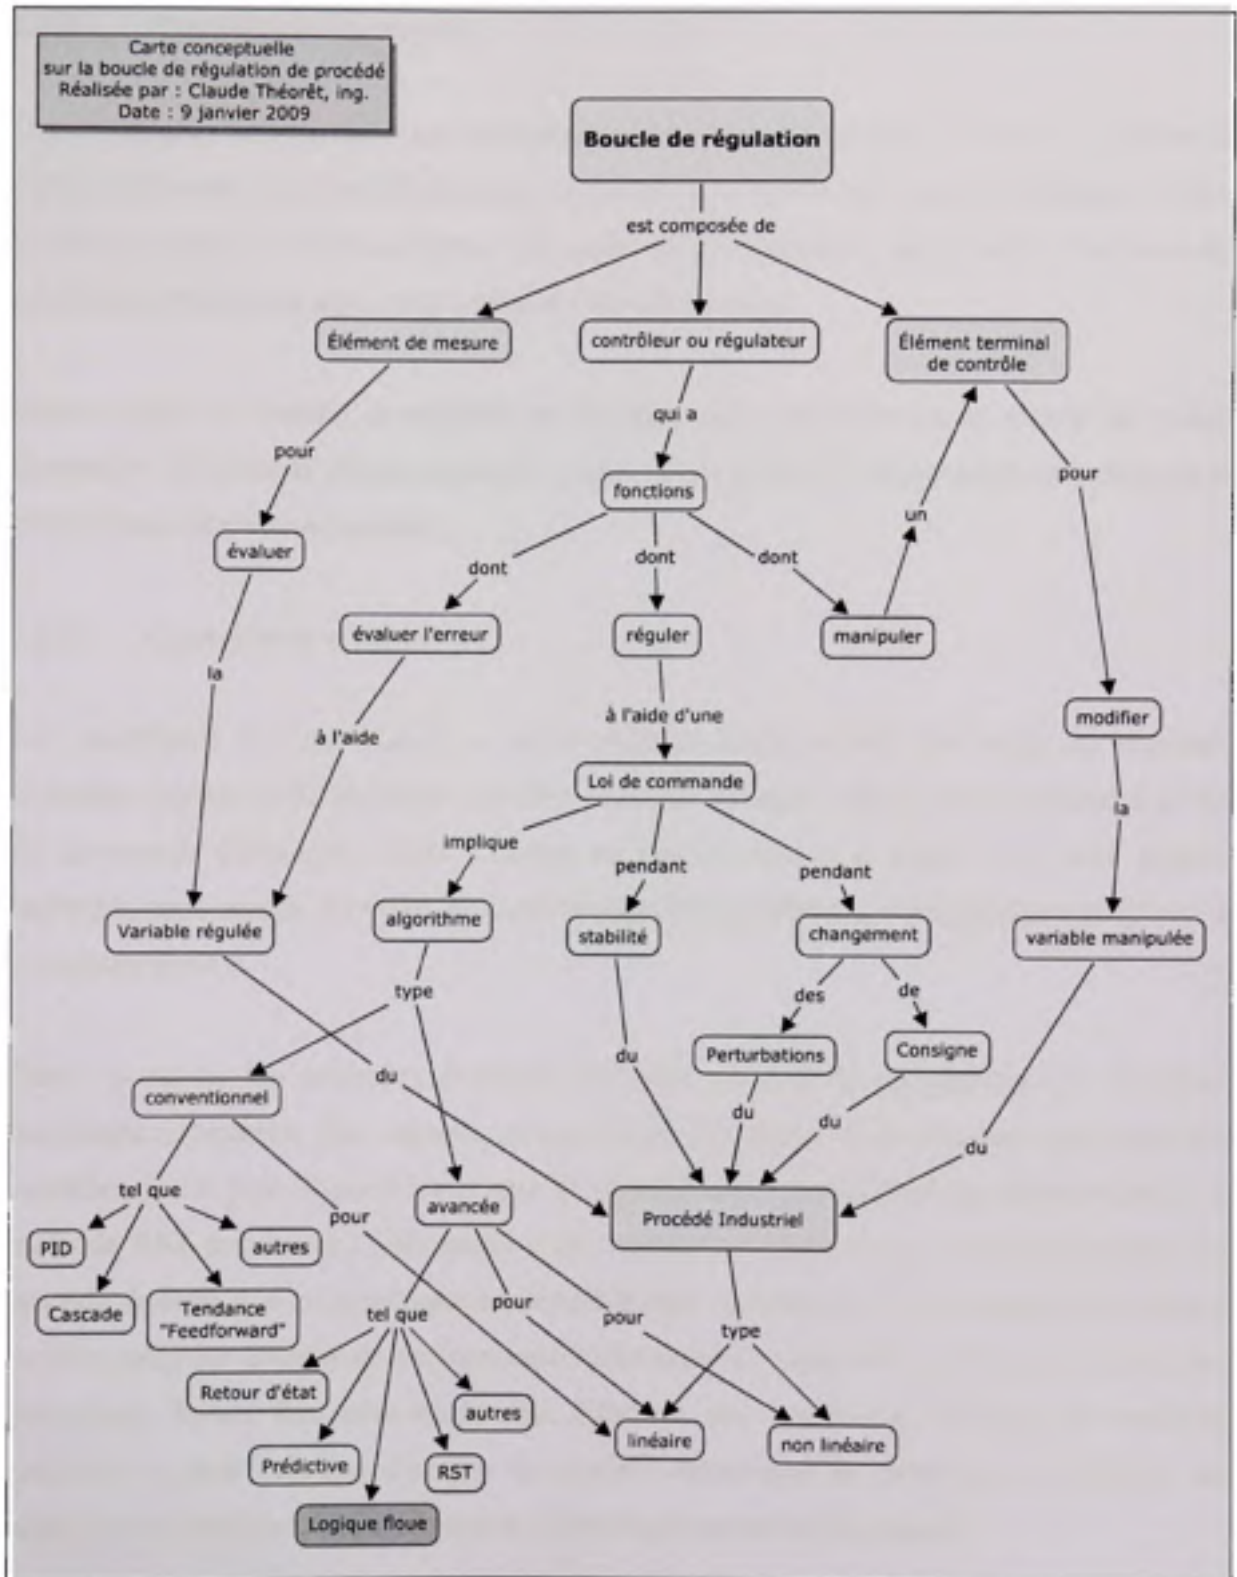 Carte conceptuelle
sur la boucle de régulation de procédé
Réalisée par : Claude Théorêt, ing.
Date : 9 janvier 2009
Boucle de régulation
est composée de
Élément de mesure
contrôleur ou régulateur
Élément terminal
de contrôle
qui a
pour
pour
fonctions
un
évaluer
dont
dont
dont
évaluer l'erreur
réguler
manipuler
la
à l'aide
à l'aide d'une
modifier
Loi de commande
la
implique
pendant
pendant
Variable régulée
algorithme
stabilité
changement
variable manipulée
type
des
de
du
du
Perturbations
Consigne
conventionnel
du
du
du
tel que
pour
avancée
Procédé Industriel
PID
autres
Cascade
Tendance
"Feedforward"
tel que
pour
pour
type
Retour d'état
autres
linéaire
non linéaire
Prédictive
RST
Logique floue